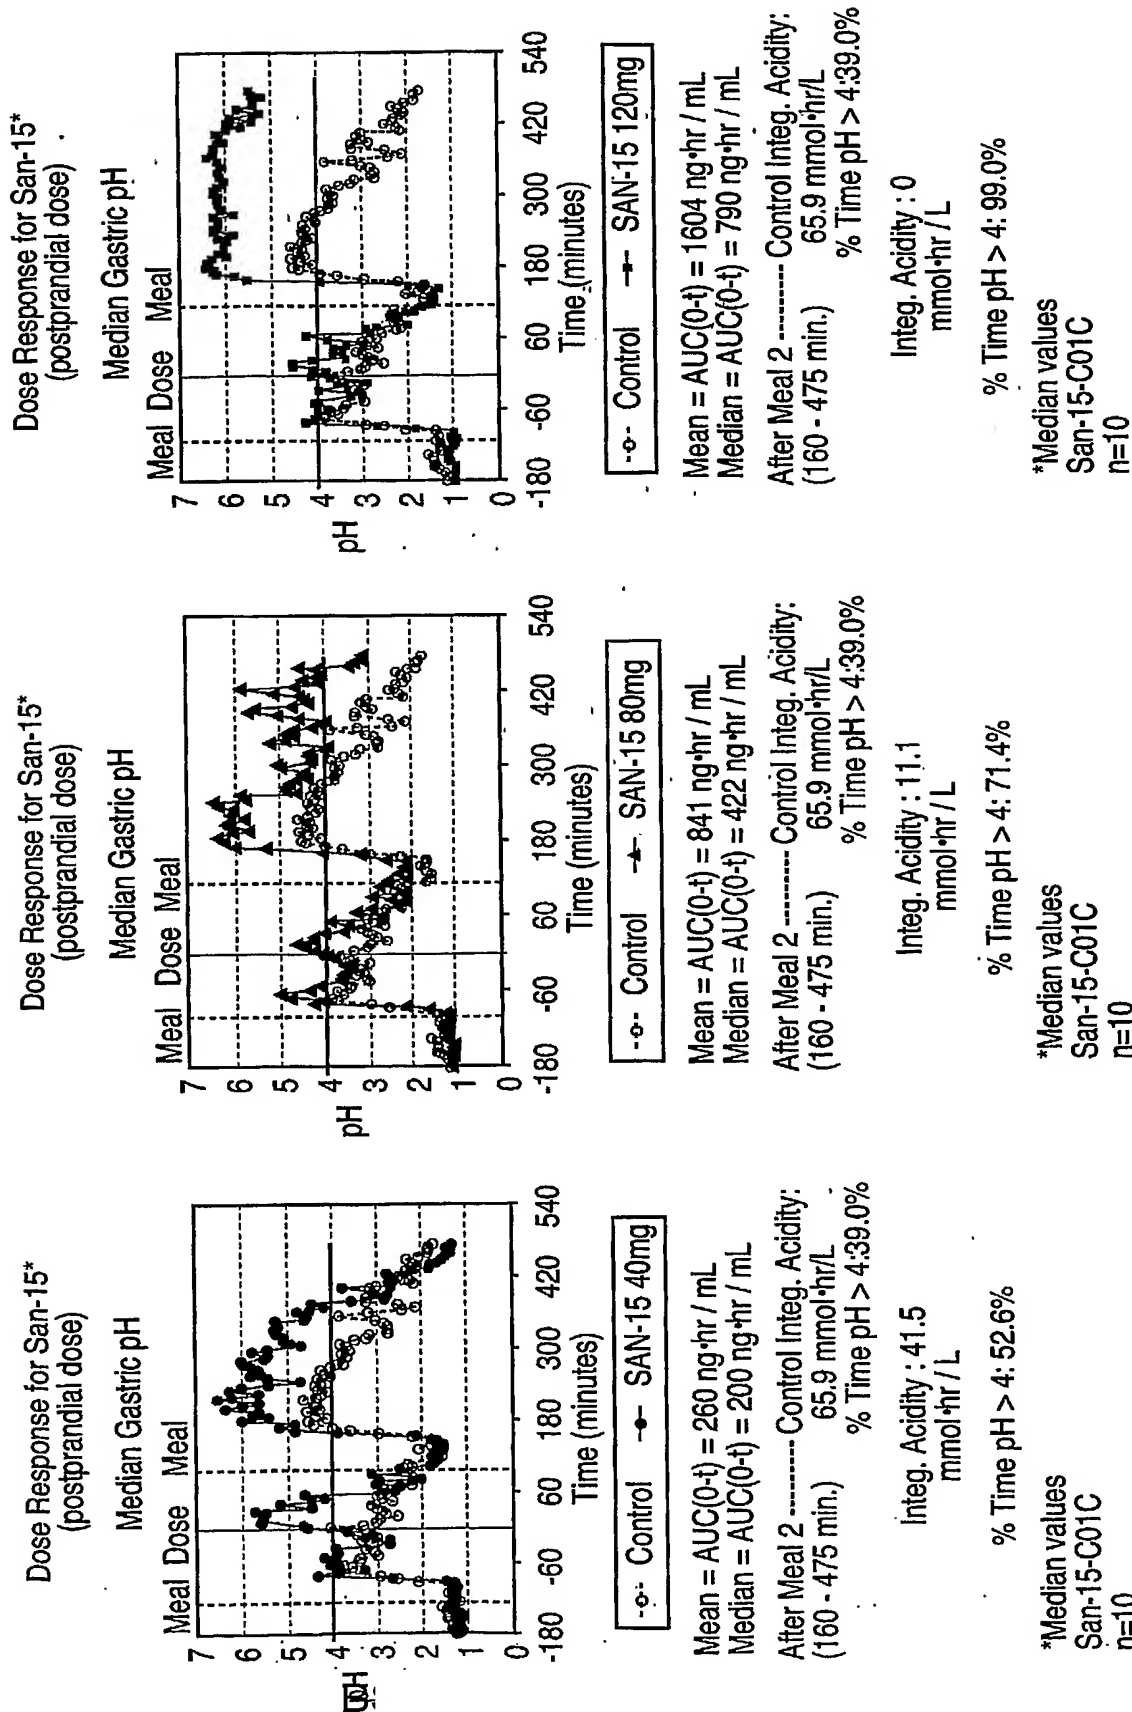 Dose Response for San-15*
(postprandial dose)
Median Gastric pH
Meal Dose Meal
7
6
5
4
3
2
1
0
pH
-180 -60 60 180 300 420 540
Time (minutes)
Control SAN-15 40mg
Mean = AUC(0-t) = 260 ng•hr / mL
Median = AUC(0-t) = 200 ng•hr / mL
After Meal 2 --------- Control Integ. Acidity:
(160 - 475 min.) 65.9 mmol•hr/L
% Time pH > 4:39.0%
Integ. Acidity : 41.5
mmol•hr / L
% Time pH > 4: 52.6%
*Median values
San-15-C01C
n=10
Dose Response for San-15*
(postprandial dose)
Median Gastric pH
Meal Dose Meal
7
6
5
4
3
2
1
0
pH
-180 -60 60 180 300 420 540
Time (minutes)
Control SAN-15 80mg
Mean = AUC(0-t) = 841 ng•hr / mL
Median = AUC(0-t) = 422 ng•hr / mL
After Meal 2 --------- Control Integ. Acidity:
(160 - 475 min.) 65.9 mmol•hr/L
% Time pH > 4:39.0%
Integ. Acidity : 11.1
mmol•hr / L
% Time pH > 4: 71.4%
*Median values
San-15-C01C
n=10
Dose Response for San-15*
(postprandial dose)
Median Gastric pH
Meal Dose Meal
7
6
5
4
3
2
1
0
pH
-180 -60 60 180 300 420 540
Time (minutes)
Control SAN-15 120mg
Mean = AUC(0-t) = 1604 ng•hr / mL
Median = AUC(0-t) = 790 ng•hr / mL
After Meal 2 --------- Control Integ. Acidity:
(160 - 475 min.) 65.9 mmol•hr/L
% Time pH > 4:39.0%
Integ. Acidity : 0
mmol•hr / L
% Time pH > 4: 99.0%
*Median values
San-15-C01C
n=10